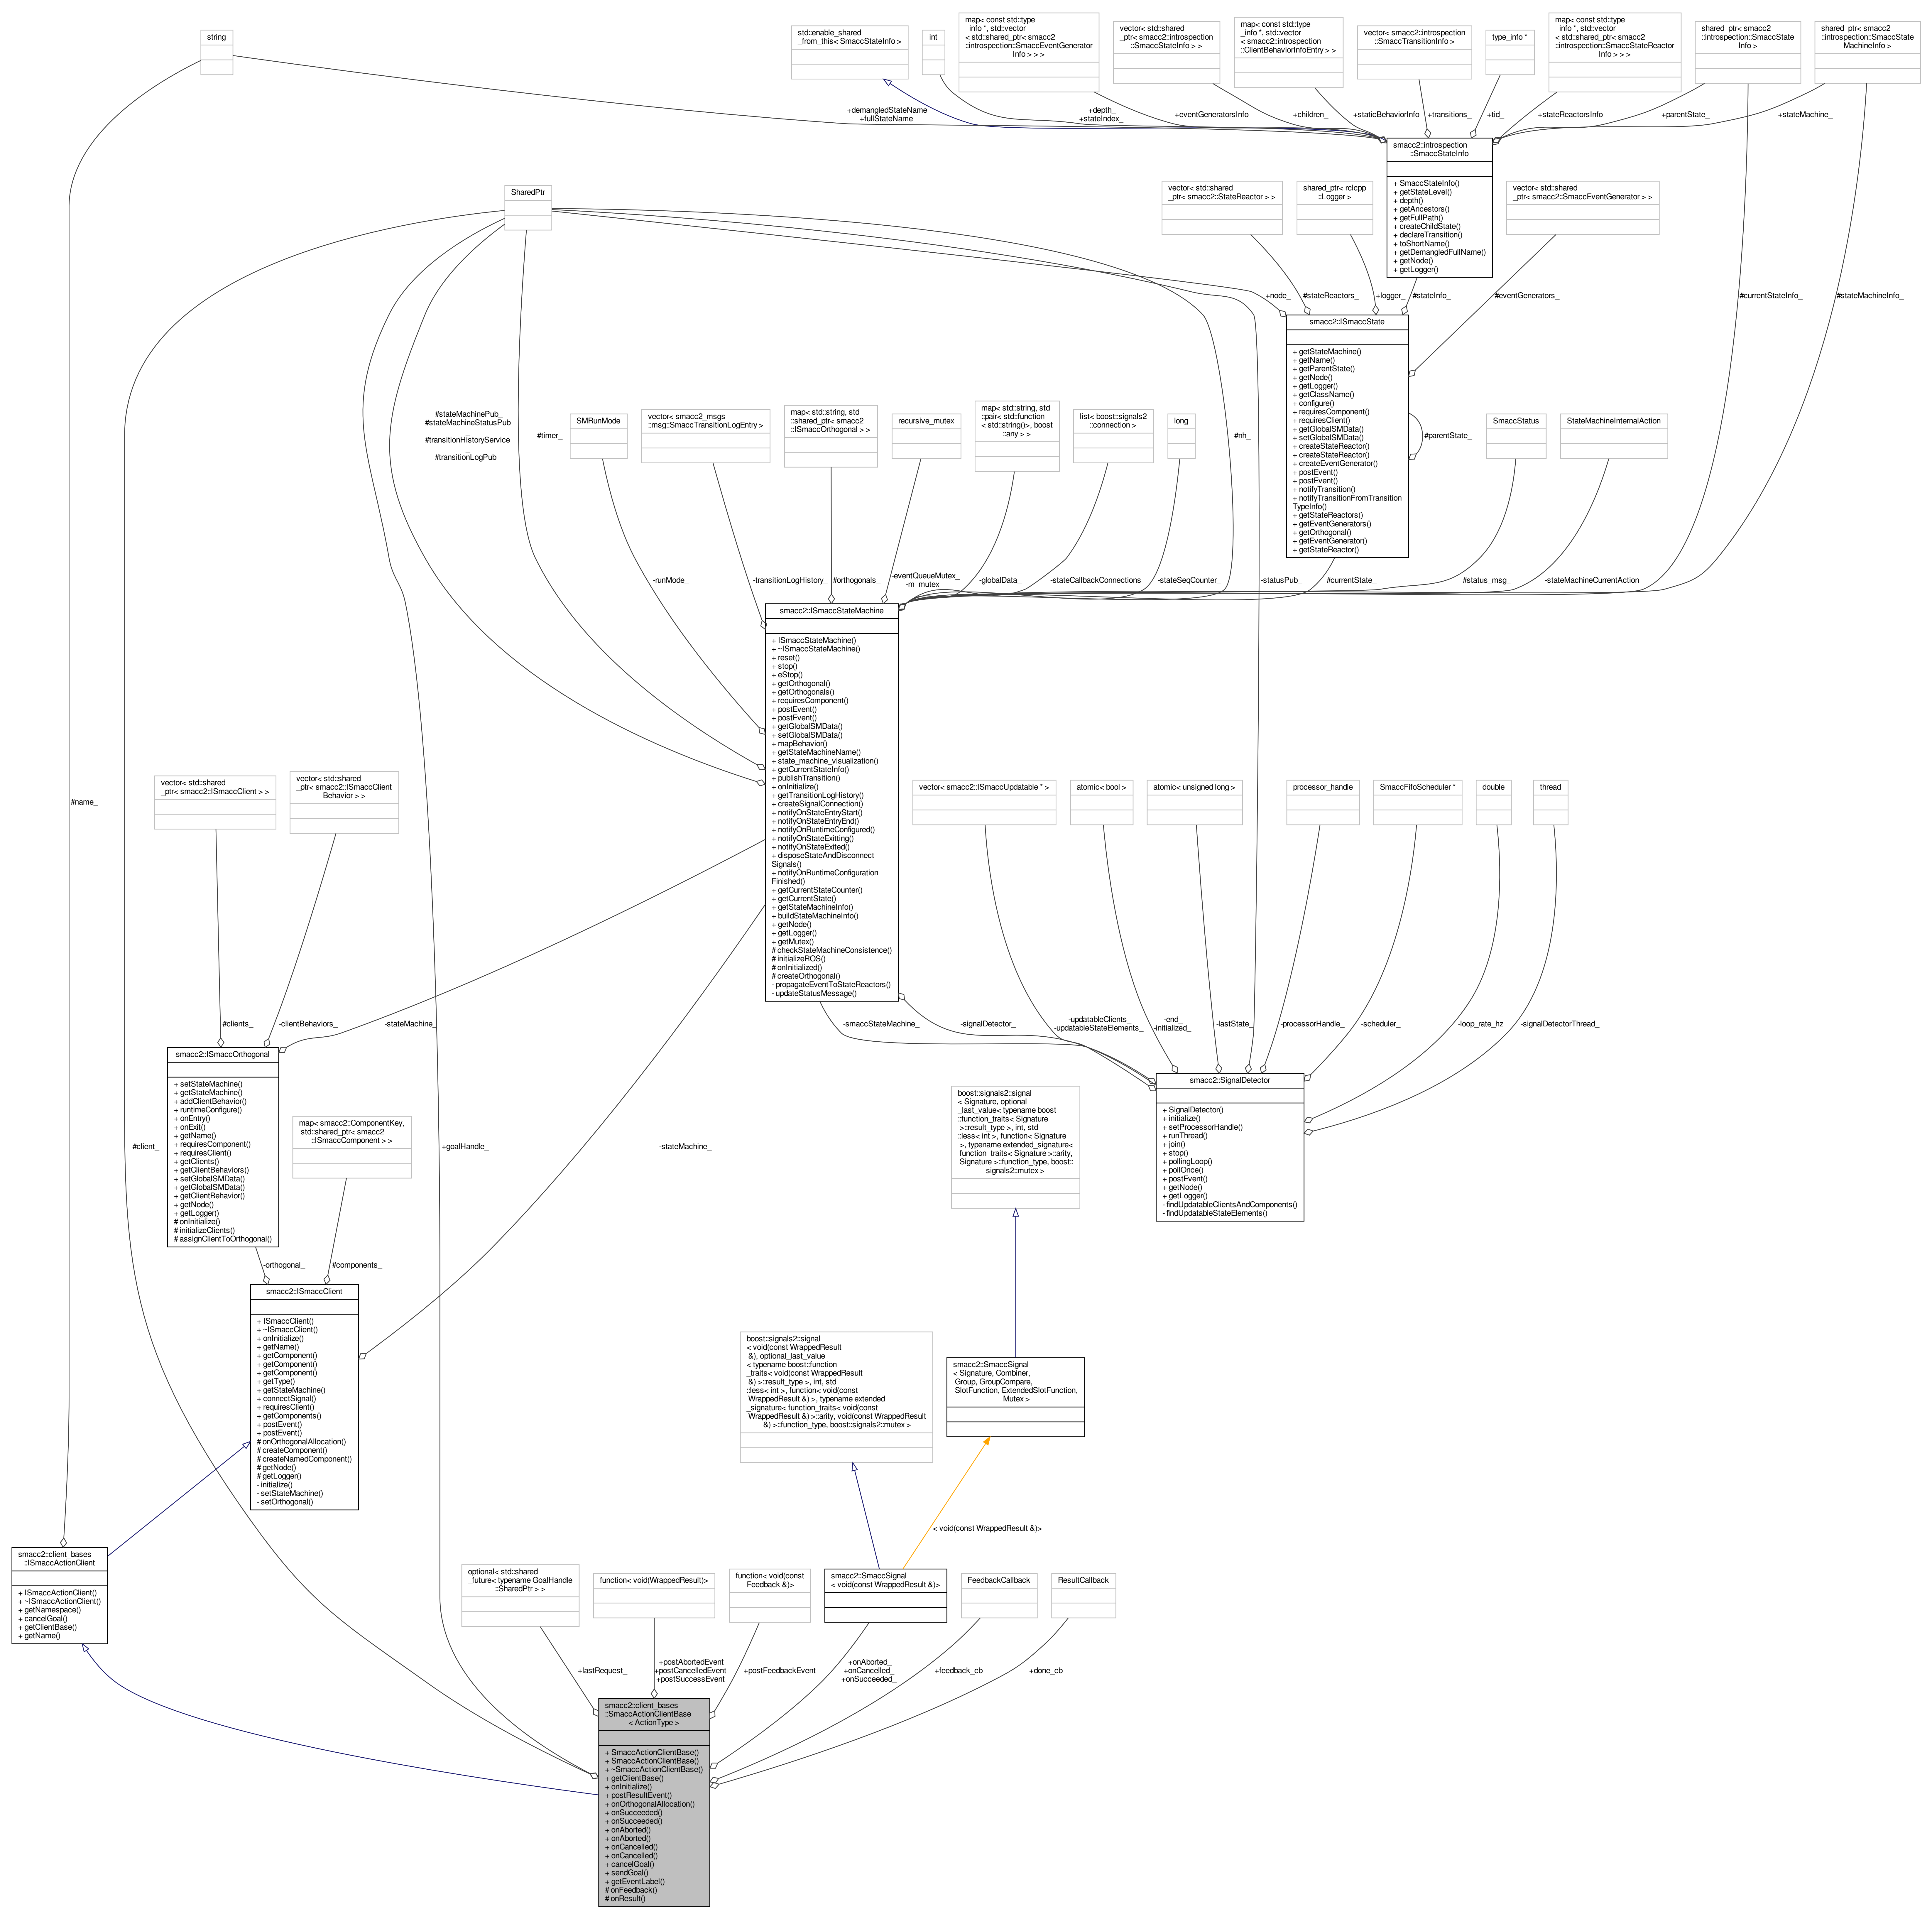 string
std::enable_shared
_from_this< SmaccStateInfo >
int
map< const std::type
_info *, std::vector
< std::shared_ptr< smacc2
::introspection::SmaccEventGenerator
Info > > >
vector< std::shared
_ptr< smacc2::introspection
::SmaccStateInfo > >
map< const std::type
_info *, std::vector
< smacc2::introspection
::ClientBehaviorInfoEntry > >
vector< smacc2::introspection
::SmaccTransitionInfo >
type_info *
map< const std::type
_info *, std::vector
< std::shared_ptr< smacc2
::introspection::SmaccStateReactor
Info > > >
shared_ptr< smacc2
::introspection::SmaccState
Info >
shared_ptr< smacc2
::introspection::SmaccState
MachineInfo >
+demangledStateName
+fullStateName
+depth_
+stateIndex_
+eventGeneratorsInfo
+children_
+staticBehaviorInfo
+transitions_
+tid_
+stateReactorsInfo
+parentState_
+stateMachine_
smacc2::introspection
::SmaccStateInfo
+ SmaccStateInfo()
+ getStateLevel()
+ depth()
+ getAncestors()
+ getFullPath()
+ createChildState()
+ declareTransition()
+ toShortName()
+ getDemangledFullName()
+ getNode()
+ getLogger()
SharedPtr
vector< std::shared
_ptr< smacc2::StateReactor > >
shared_ptr< rclcpp
::Logger >
vector< std::shared
_ptr< smacc2::SmaccEventGenerator > >
+node_
#stateReactors_
+logger_
#stateInfo_
#eventGenerators_
#currentStateInfo_
#stateMachineInfo_
smacc2::ISmaccState
+ getStateMachine()
+ getName()
+ getParentState()
+ getNode()
+ getLogger()
+ getClassName()
+ configure()
+ requiresComponent()
+ requiresClient()
+ getGlobalSMData()
+ setGlobalSMData()
+ createStateReactor()
+ createStateReactor()
+ createEventGenerator()
+ postEvent()
+ postEvent()
+ notifyTransition()
+ notifyTransitionFromTransition
TypeInfo()
+ getStateReactors()
+ getEventGenerators()
+ getOrthogonal()
+ getEventGenerator()
+ getStateReactor()
#parentState_
#stateMachinePub_
#stateMachineStatusPub
_
#transitionHistoryService
_
#transitionLogPub_
#timer_
SMRunMode
vector< smacc2_msgs
::msg::SmaccTransitionLogEntry >
map< std::string, std
::shared_ptr< smacc2
::ISmaccOrthogonal > >
recursive_mutex
map< std::string, std
::pair< std::function
< std::string()>, boost
::any > >
list< boost::signals2
::connection >
long
#nh_
SmaccStatus
StateMachineInternalAction
-runMode_
-transitionLogHistory_
#orthogonals_
-eventQueueMutex_
-m_mutex_
-globalData_
-stateCallbackConnections
-stateSeqCounter_
-statusPub_
#currentState_
#status_msg_
-stateMachineCurrentAction
smacc2::ISmaccStateMachine
+ ISmaccStateMachine()
+ ~ISmaccStateMachine()
+ reset()
+ stop()
+ eStop()
+ getOrthogonal()
+ getOrthogonals()
+ requiresComponent()
+ postEvent()
+ postEvent()
+ getGlobalSMData()
+ setGlobalSMData()
+ mapBehavior()
+ getStateMachineName()
+ state_machine_visualization()
+ getCurrentStateInfo()
+ publishTransition()
+ onInitialize()
+ getTransitionLogHistory()
+ createSignalConnection()
+ notifyOnStateEntryStart()
+ notifyOnStateEntryEnd()
+ notifyOnRuntimeConfigured()
+ notifyOnStateExitting()
+ notifyOnStateExited()
+ disposeStateAndDisconnect
Signals()
+ notifyOnRuntimeConfiguration
Finished()
+ getCurrentStateCounter()
+ getCurrentState()
+ getStateMachineInfo()
+ buildStateMachineInfo()
+ getNode()
+ getLogger()
+ getMutex()
# checkStateMachineConsistence()
# initializeROS()
# onInitialized()
# createOrthogonal()
- propagateEventToStateReactors()
- updateStatusMessage()
#name_
vector< std::shared
_ptr< smacc2::ISmaccClient > >
vector< std::shared
_ptr< smacc2::ISmaccClient
Behavior > >
vector< smacc2::ISmaccUpdatable * >
atomic< bool >
atomic< unsigned long >
processor_handle
SmaccFifoScheduler *
double
thread
#clients_
-clientBehaviors_
-stateMachine_
-smaccStateMachine_
-signalDetector_
-updatableClients_
-updatableStateElements_
-end_
-initialized_
-lastState_
-processorHandle_
-scheduler_
-loop_rate_hz
-signalDetectorThread_
smacc2::ISmaccOrthogonal
+ setStateMachine()
+ getStateMachine()
+ addClientBehavior()
+ runtimeConfigure()
+ onEntry()
+ onExit()
+ getName()
+ requiresComponent()
+ requiresClient()
+ getClients()
+ getClientBehaviors()
+ setGlobalSMData()
+ getGlobalSMData()
+ getClientBehavior()
+ getNode()
+ getLogger()
# onInitialize()
# initializeClients()
# assignClientToOrthogonal()
smacc2::SignalDetector
+ SignalDetector()
+ initialize()
+ setProcessorHandle()
+ runThread()
+ join()
+ stop()
+ pollingLoop()
+ pollOnce()
+ postEvent()
+ getNode()
+ getLogger()
- findUpdatableClientsAndComponents()
- findUpdatableStateElements()
boost::signals2::signal
< Signature, optional
_last_value< typename boost
::function_traits< Signature
>::result_type >, int, std
::less< int >, function< Signature
>, typename extended_signature<
function_traits< Signature >::arity,
Signature >::function_type, boost::
signals2::mutex >
map< smacc2::ComponentKey,
std::shared_ptr< smacc2
::ISmaccComponent > >
#client_
+goalHandle_
-stateMachine_
-orthogonal_
#components_
smacc2::ISmaccClient
+ ISmaccClient()
+ ~ISmaccClient()
+ onInitialize()
+ getName()
+ getComponent()
+ getComponent()
+ getComponent()
+ getType()
+ getStateMachine()
+ connectSignal()
+ requiresClient()
+ getComponents()
+ postEvent()
+ postEvent()
# onOrthogonalAllocation()
# createComponent()
# createNamedComponent()
# getNode()
# getLogger()
- initialize()
- setStateMachine()
- setOrthogonal()
boost::signals2::signal
< void(const WrappedResult
&), optional_last_value
< typename boost::function
_traits< void(const WrappedResult
&) >::result_type >, int, std
::less< int >, function< void(const
WrappedResult &) >, typename extended
_signature< function_traits< void(const
WrappedResult &) >::arity, void(const WrappedResult
&) >::function_type, boost::signals2::mutex >
smacc2::SmaccSignal
< Signature, Combiner,
Group, GroupCompare,
SlotFunction, ExtendedSlotFunction,
Mutex >
< void(const WrappedResult &)>
smacc2::client_bases
::ISmaccActionClient
+ ISmaccActionClient()
+ ~ISmaccActionClient()
+ getNamespace()
+ cancelGoal()
+ getClientBase()
+ getName()
optional< std::shared
_future< typename GoalHandle
::SharedPtr > >
function< void(WrappedResult)>
function< void(const
Feedback &)>
smacc2::SmaccSignal
< void(const WrappedResult &)>
FeedbackCallback
ResultCallback
+lastRequest_
+postAbortedEvent
+postCancelledEvent
+postSuccessEvent
+postFeedbackEvent
+onAborted_
+onCancelled_
+onSucceeded_
+feedback_cb
+done_cb
smacc2::client_bases
::SmaccActionClientBase
< ActionType >
+ SmaccActionClientBase()
+ SmaccActionClientBase()
+ ~SmaccActionClientBase()
+ getClientBase()
+ onInitialize()
+ postResultEvent()
+ onOrthogonalAllocation()
+ onSucceeded()
+ onSucceeded()
+ onAborted()
+ onAborted()
+ onCancelled()
+ onCancelled()
+ cancelGoal()
+ sendGoal()
+ getEventLabel()
# onFeedback()
# onResult()